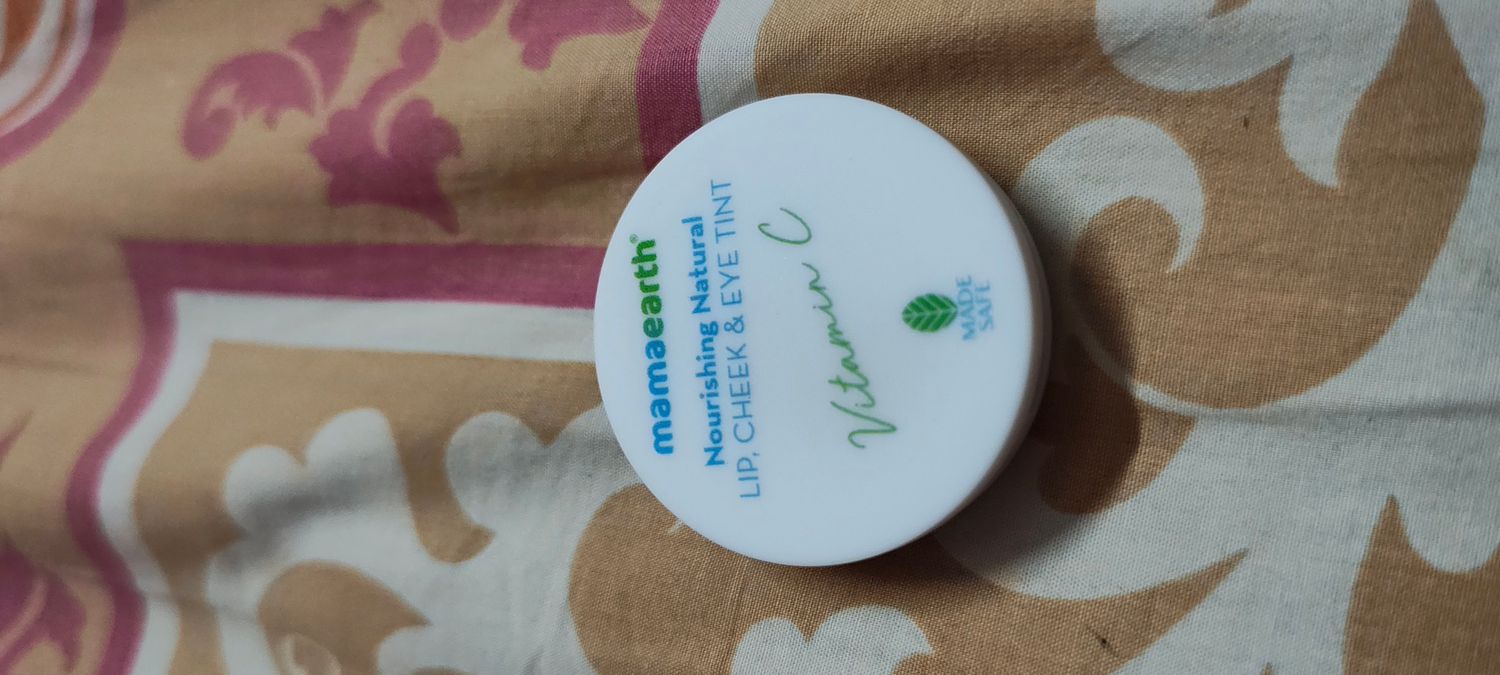 mamaearth®
Nourishing Natural
LIP, CHEEK & EYE TINT
Vitamin C
MADE
SAFE